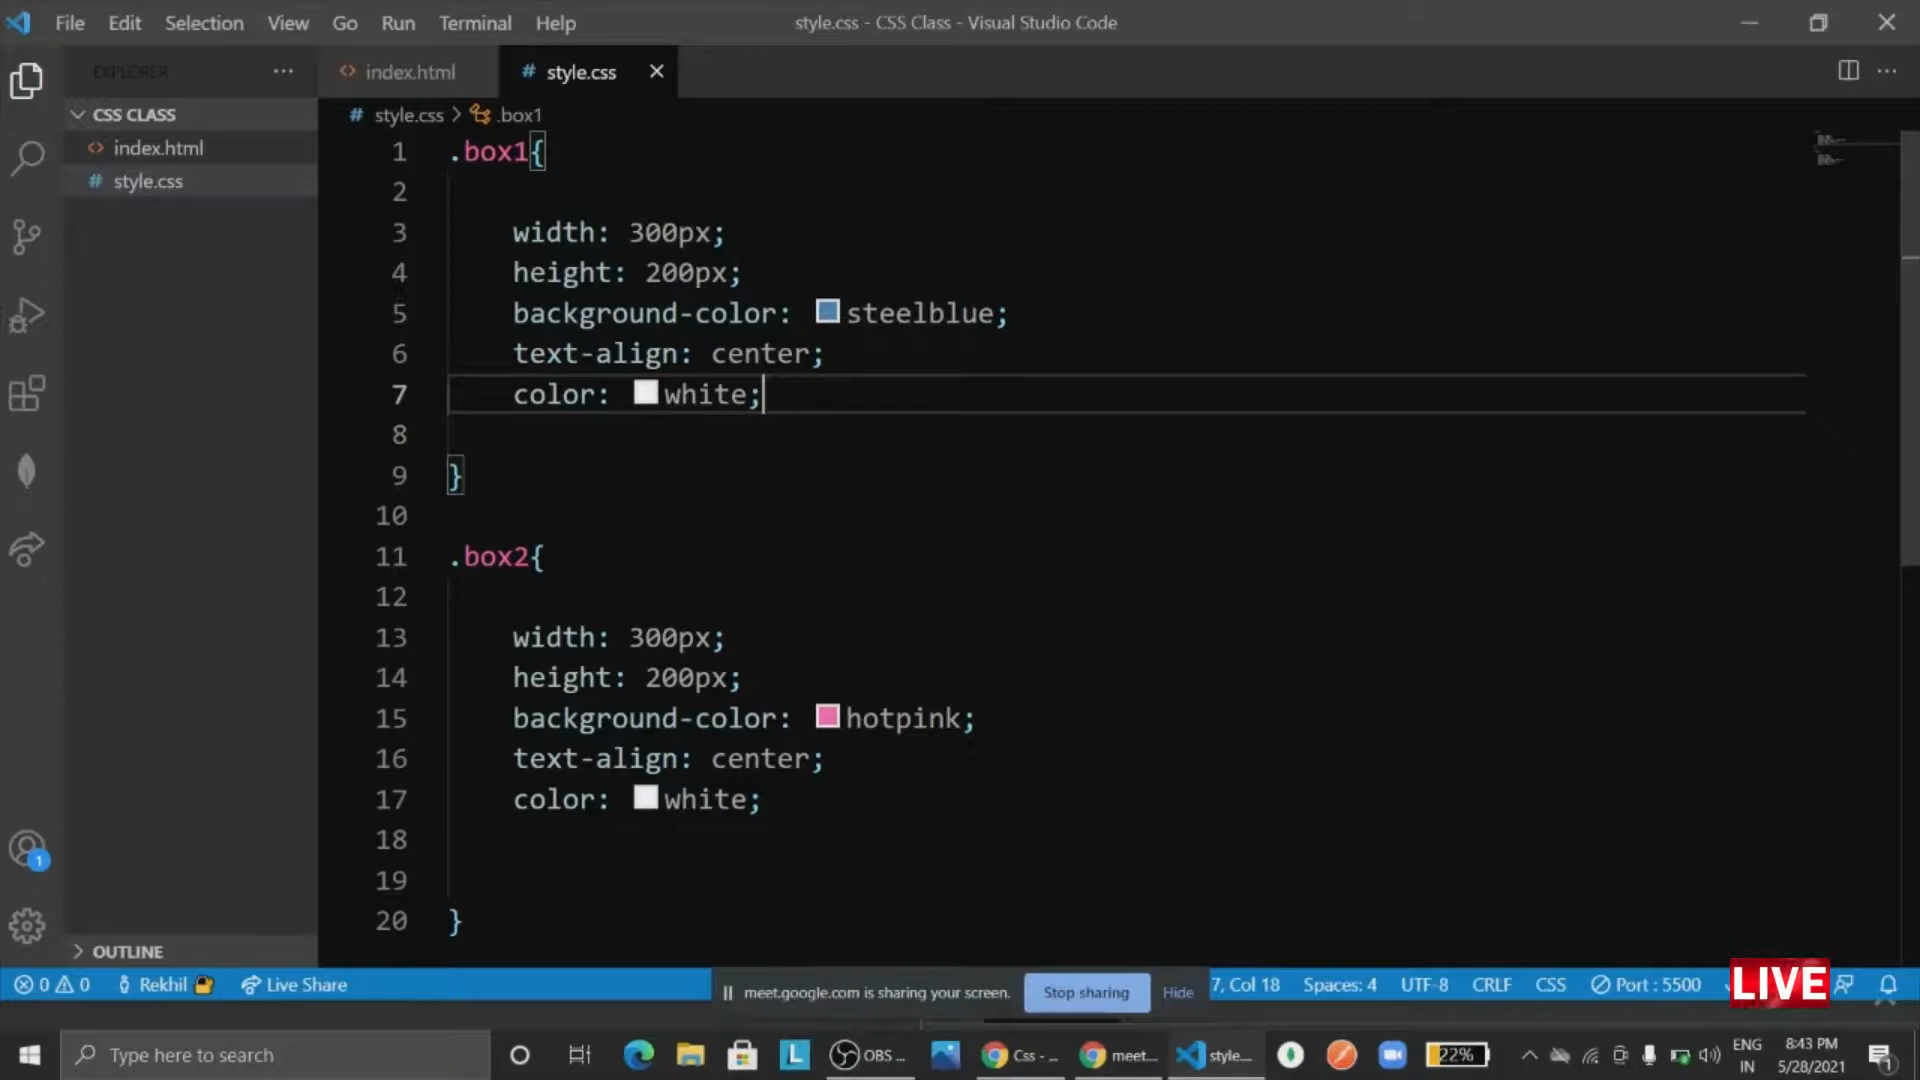 File Edit Selection View Go Run Terminal Help
style.css - CSS Class - Visual Studio Code
EXPLORER
index.html
# style.css
CSS CLASS
index.html
# style.css
# style.css > .box1
1 .box1{
2
3 width: 300px;
4 height: 200px;
5 background-color: steelblue;
6 text-align: center;
7 color: white;
8
9 }
10
11 .box2{
12
13 width: 300px;
14 height: 200px;
15 background-color: hotpink;
16 text-align: center;
17 color: white;
18
19
20 }
1
OUTLINE
0 0 Rekhil Live Share
meet.google.com is sharing your screen. Stop sharing Hide
7, Col 18 Spaces: 4 UTF-8 CRLF CSS Port : 5500
LIVE
Type here to search
L
OBS ...
Css - ...
meet...
style...
22%
ENG
IN
8:43 PM
5/28/2021
1